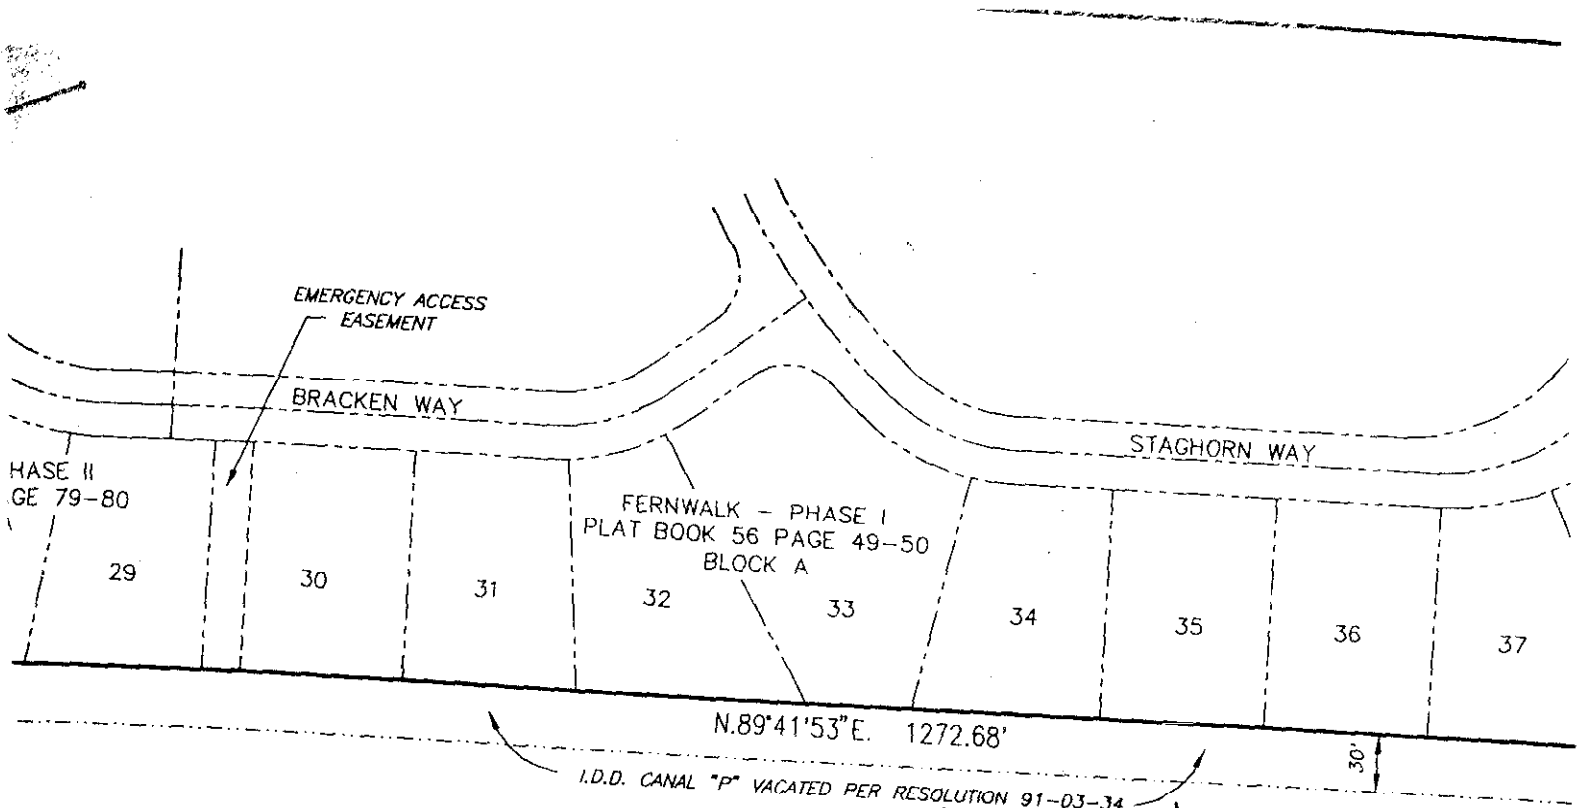 EMERGENCY ACCESS
EASEMENT
BRACKEN WAY
STAGHORN WAY
HASE II
GE 79-80
FERNWALK - PHASE I
PLAT BOOK 56 PAGE 49-50
BLOCK A
29
30
31
32
33
34
35
36
37
N.89°41'53"E. 1272.68'
30'
I.D.D. CANAL "P" VACATED PER RESOLUTION 91-03-34